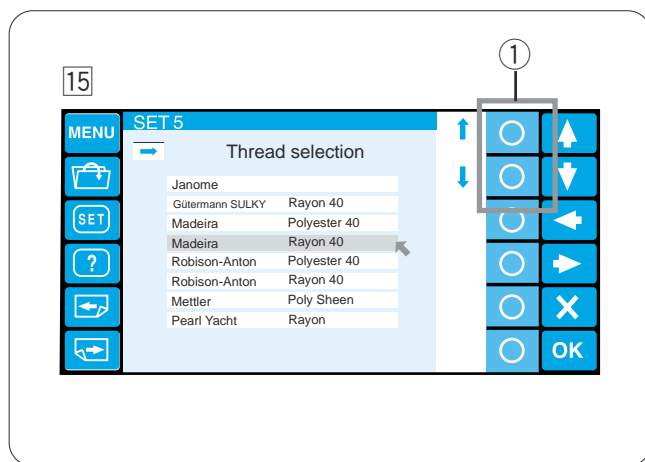 15
1
MENU
SET 5
Thread selection
SET
?
Janome
Gütermann SULKY Rayon 40
Madeira Polyester 40
Madeira Rayon 40
Robison-Anton Polyester 40
Robison-Anton Rayon 40
Mettler Poly Sheen
Pearl Yacht Rayon
X
OK